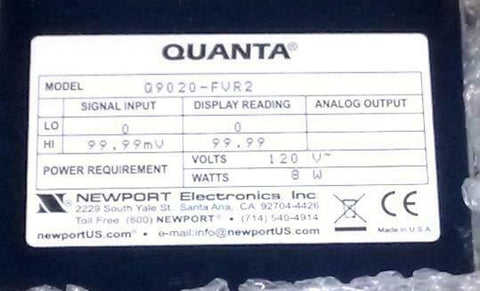 QUANTA®
MODEL Q9020-FVR2
SIGNAL INPUT DISPLAY READING ANALOG OUTPUT
LO 0 0
HI 99.99mV 99.99
POWER REQUIREMENT VOLTS 120 V~
WATTS 8 W
NEWPORT Electronics, Inc
2229 South Yale St. Santa Ana, CA 92704-4426
Toll Free (800) NEWPORT • (714) 540-4914
newportUS.com • e-mail:info@newportUS.com
CE
Made in U.S.A